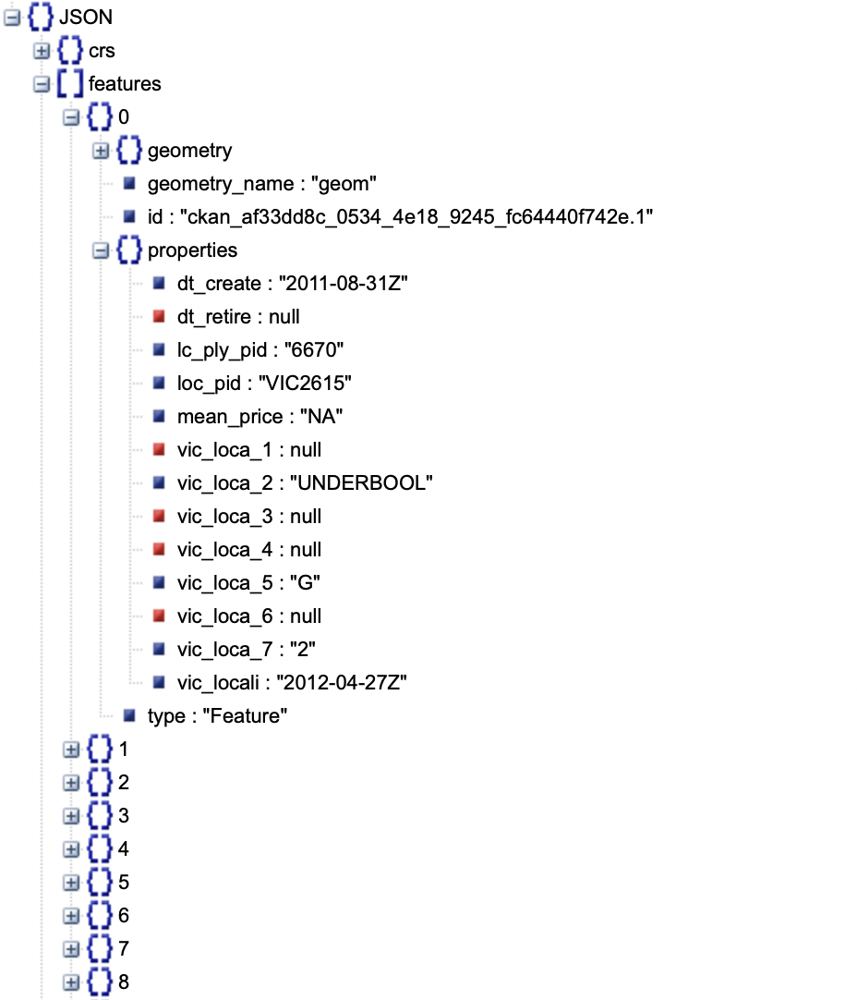 JSON
crs
features
0
geometry
geometry_name : "geom"
id : "ckan_af33dd8c_0534_4e18_9245_fc64440f742e.1"
properties
dt_create : "2011-08-31Z"
dt_retire : null
lc_ply_pid : "6670"
loc_pid : "VIC2615"
mean_price : "NA"
vic_loca_1 : null
vic_loca_2 : "UNDERBOOL"
vic_loca_3 : null
vic_loca_4 : null
vic_loca_5 : "G"
vic_loca_6 : null
vic_loca_7 : "2"
vic_locali : "2012-04-27Z"
type : "Feature"
1
2
3
4
5
6
7
8